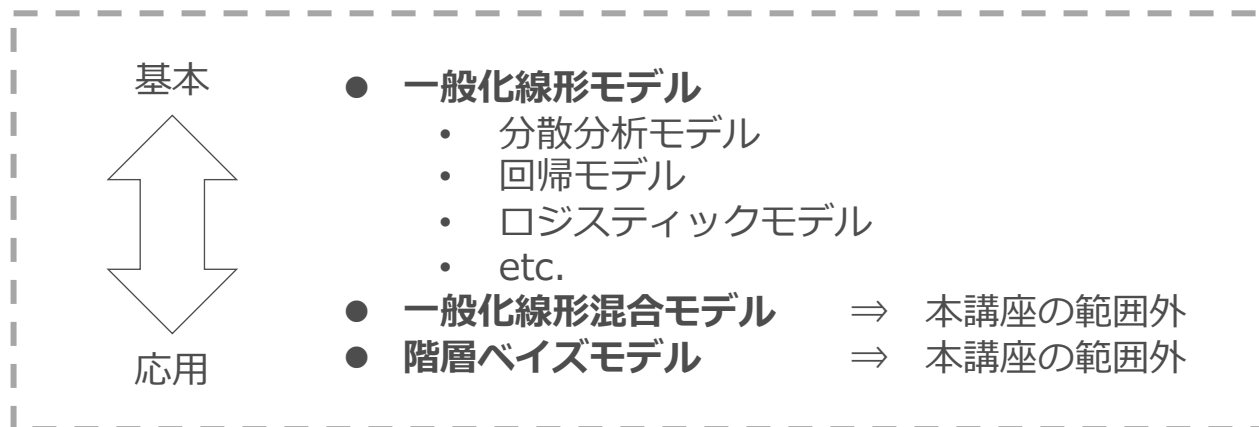 基本
● 一般化線形モデル
• 分散分析モデル
• 回帰モデル
• ロジスティックモデル
• etc.
● 一般化線形混合モデル ⇒ 本講座の範囲外
● 階層ベイズモデル ⇒ 本講座の範囲外
応用